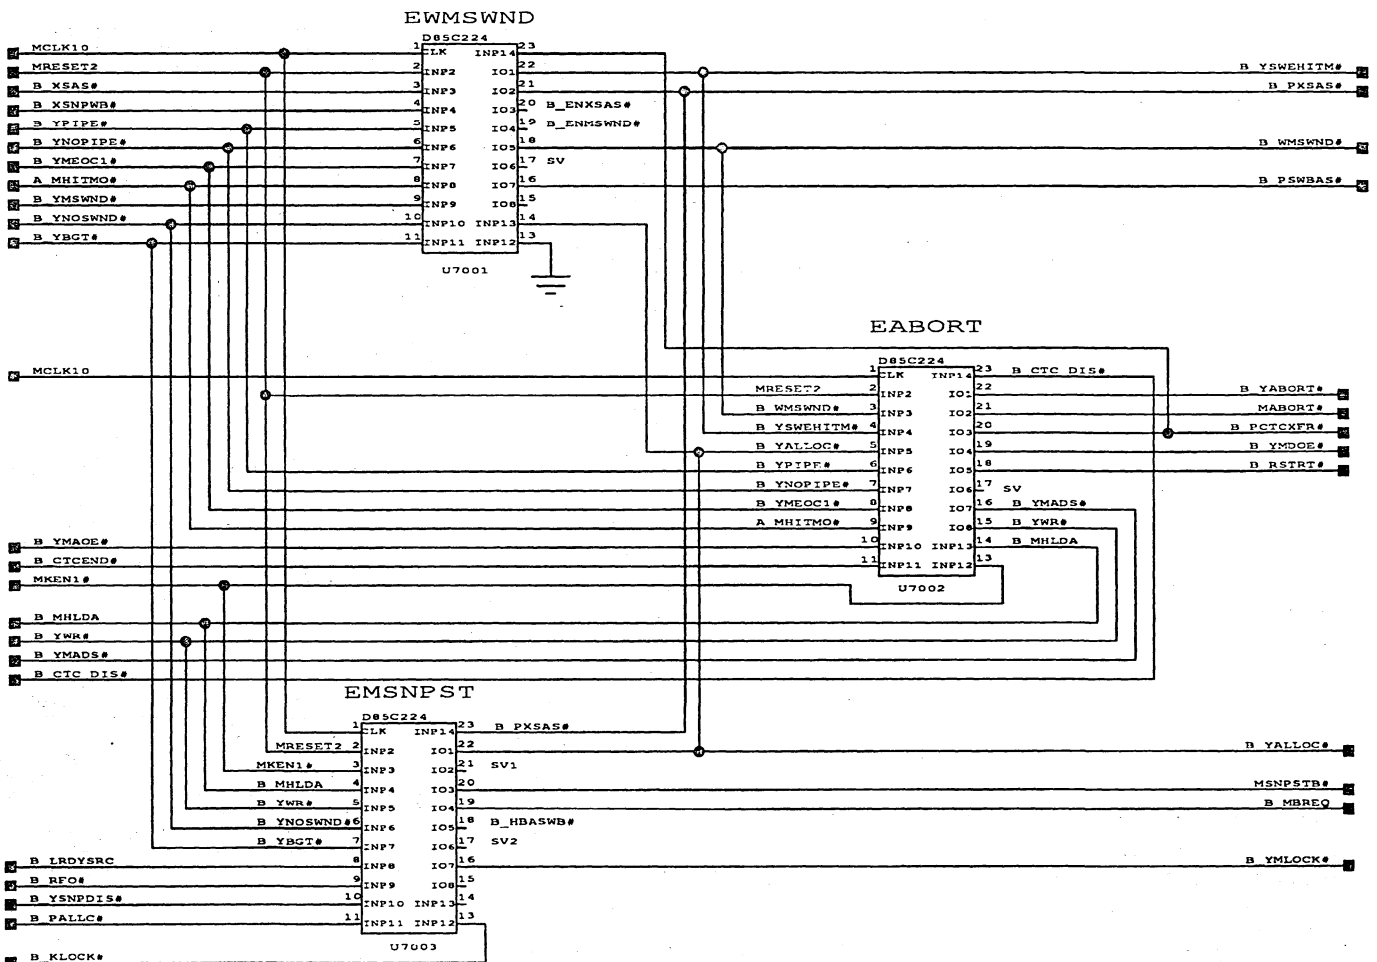 EWMSWND
D85C224
MCLK10 1 CLK INP14 23
MRESET2 2 INP2 IO1 22 B YSWEHITM#
B XSAS# 3 INP3 IO2 21 B PXSAS#
B XSNPWB# 4 INP4 IO3 20 B_ENXSAS#
B YPIPE# 5 INP5 IO4 19 B_ENMSWND#
B YNOPIPE# 6 INP6 IO5 18 B WMSWND#
B YMEOC1# 7 INP7 IO6 17 SV
A MHITMO# 8 INP8 IO7 16 B PSWBAS#
B YMSWND# 9 INP9 IO8 15
B YNOSWND# 10 INP10 INP13 14
B YBGT# 11 INP11 INP12 13
U7001
EABORT
D85C224
MCLK10 1 CLK INP14 23 B CTC DIS#
MRESET2 2 INP2 IO1 22 B YABORT#
B WMSWND# 3 INP3 IO2 21 MABORT#
B YSWEHITM# 4 INP4 IO3 20 B PCTCXFR#
B YALLOC# 5 INP5 IO4 19 B YMDOE#
B YPIPE# 6 INP6 IO5 18 B RSTRT#
B YNOPIPE# 7 INP7 IO6 17 SV
B YMEOC1# 8 INP8 IO7 16 B YMADS#
A MHITMO# 9 INP9 IO8 15 B YWR#
B YMAOE# 10 INP10 INP13 14 B MHLDA
B CTCEND# 11 INP11 INP12 13
MKEN1#
U7002
B MHLDA
B YWR#
B YMADS#
B CTC DIS#
EMSNPST
D85C224
1 CLK INP14 23 B PXSAS#
MRESET2 2 INP2 IO1 22 B YALLOC#
MKEN1# 3 INP3 IO2 21 SV1
B MHLDA 4 INP4 IO3 20 MSNPSTB#
B YWR# 5 INP5 IO4 19 B MBREQ
B YNOSWND# 6 INP6 IO5 18 B_HBASWB#
B YBGT# 7 INP7 IO6 17 SV2
B LRDYSRC 8 INP8 IO7 16 B YMLOCK#
B RFO# 9 INP9 IO8 15
B YSNPDIS# 10 INP10 INP13 14
B PALLC# 11 INP11 INP12 13
U7003
B KLOCK#